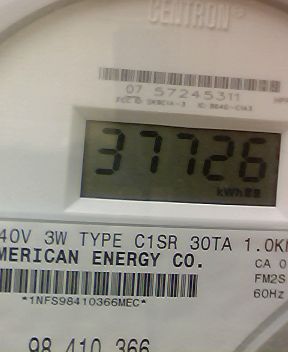 CENTRON®
07 57245311
37726
kWh
40V 3W TYPE C1SR 30TA 1.0K
MERICAN ENERGY CO.
CA 0
FM2S
60Hz
*1NFS98410366MEC*
98 410 366